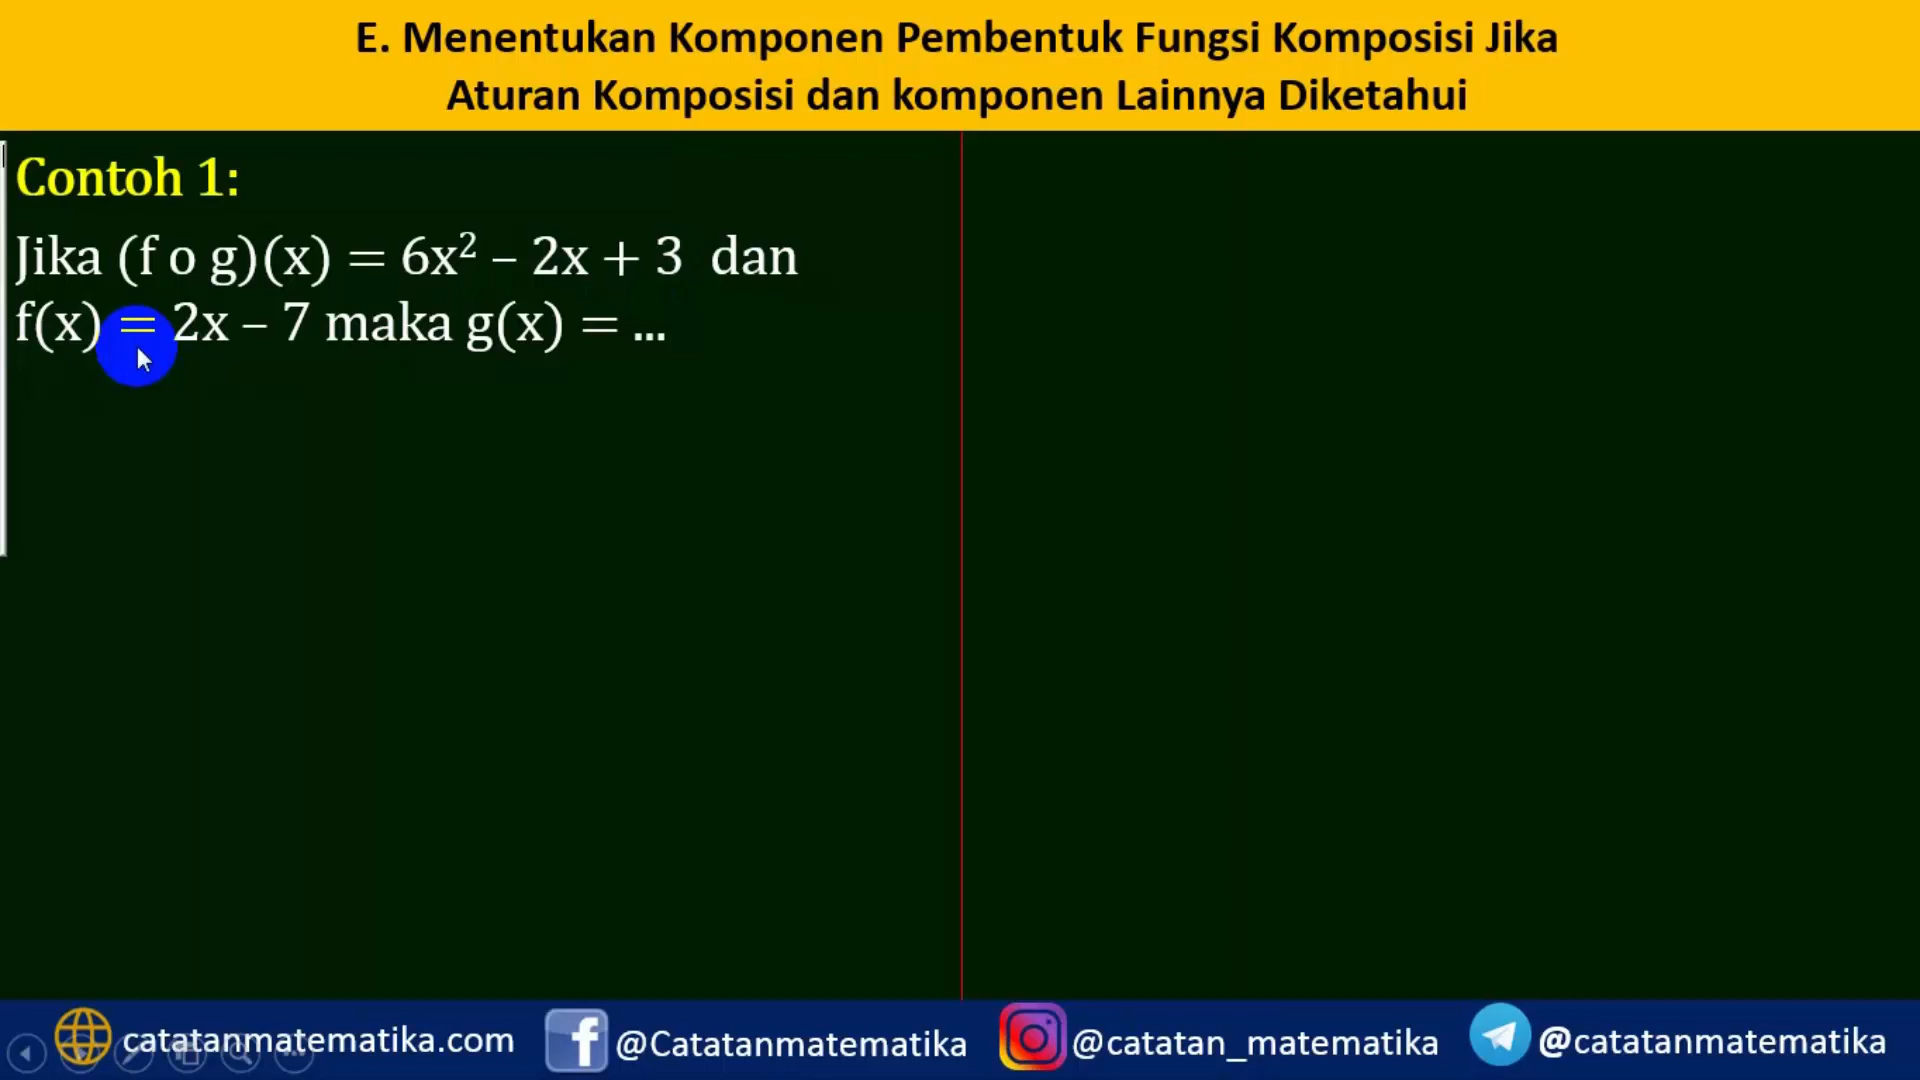 E. Menentukan Komponen Pembentuk Fungsi Komposisi Jika
Aturan Komposisi dan komponen Lainnya Diketahui
Contoh 1:
Jika (f o g)(x) = 6x² – 2x + 3 dan
f(x) = 2x – 7 maka g(x) = ...
catatanmatematika.com @Catatanmatematika @catatan_matematika @catatanmatematika